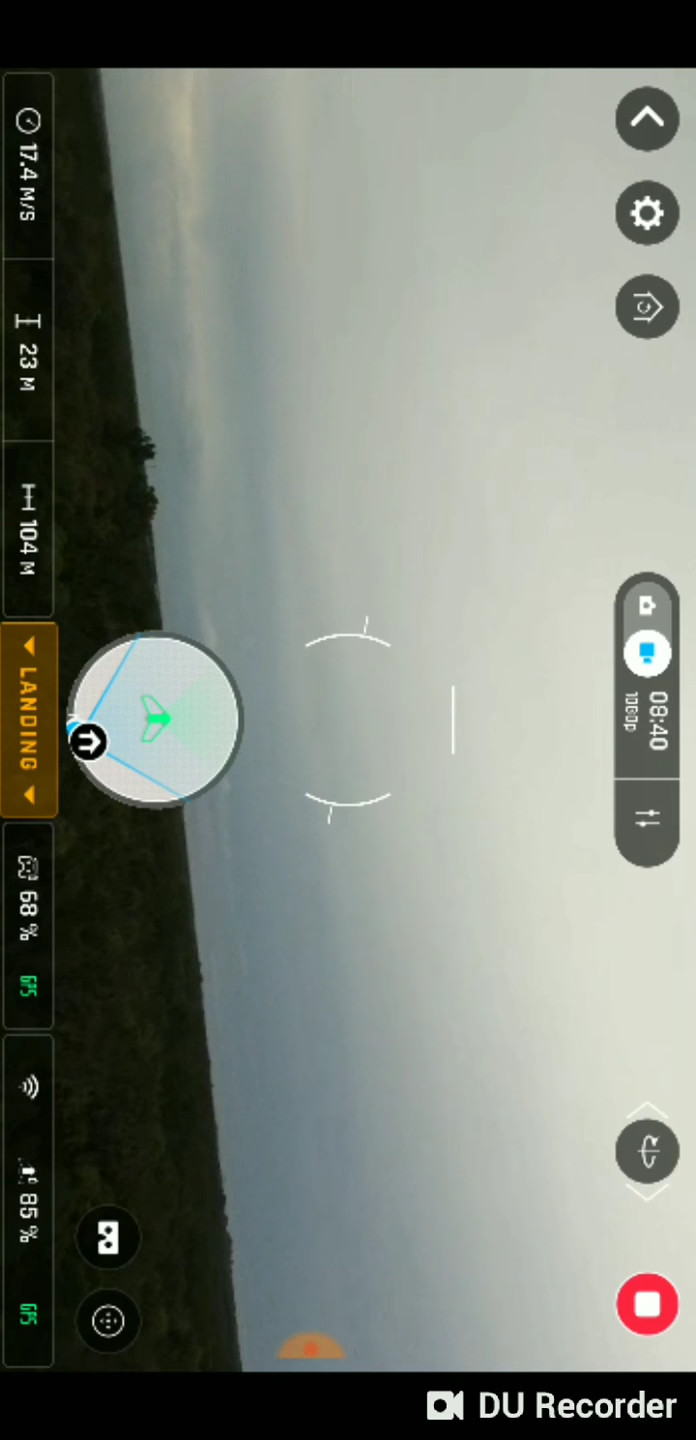 17.4 M/S
23 M
104 M
LANDING
68 %
GPS
85 %
GPS
08:40
1080p
DU Recorder